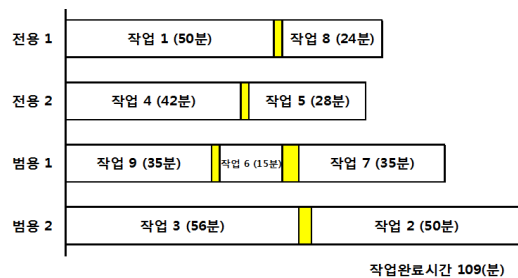 전용 1 작업 1 (50분) 작업 8 (24분)
전용 2 작업 4 (42분) 작업 5 (28분)
범용 1 작업 9 (35분) 작업 6 (15분) 작업 7 (35분)
범용 2 작업 3 (56분) 작업 2 (50분)
작업완료시간 109(분)